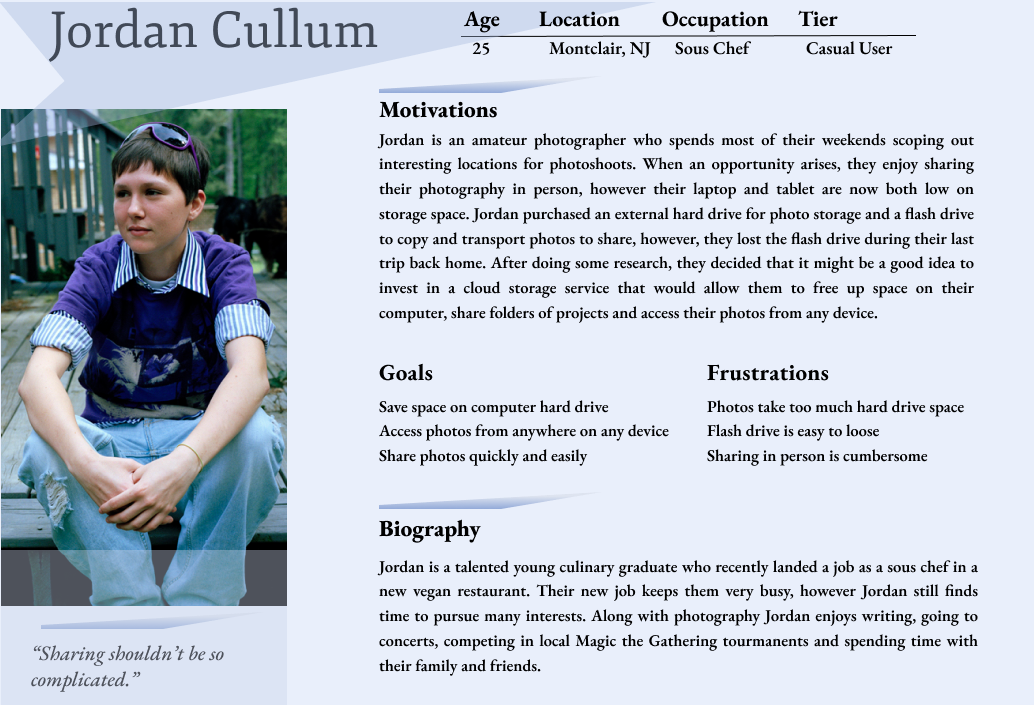 Jordan Cullum
Age Location Occupation Tier
25 Montclair, NJ Sous Chef Casual User
Motivations
Jordan is an amateur photographer who spends most of their weekends scoping out
interesting locations for photoshoots. When an opportunity arises, they enjoy sharing
their photography in person, however their laptop and tablet are now both low on
storage space. Jordan purchased an external hard drive for photo storage and a flash drive
to copy and transport photos to share, however, they lost the flash drive during their last
trip back home. After doing some research, they decided that it might be a good idea to
invest in a cloud storage service that would allow them to free up space on their
computer, share folders of projects and access their photos from any device.
Goals
Save space on computer hard drive
Access photos from anywhere on any device
Share photos quickly and easily
Frustrations
Photos take too much hard drive space
Flash drive is easy to loose
Sharing in person is cumbersome
Biography
Jordan is a talented young culinary graduate who recently landed a job as a sous chef in a
new vegan restaurant. Their new job keeps them very busy, however Jordan still finds
time to pursue many interests. Along with photography Jordan enjoys writing, going to
concerts, competing in local Magic the Gathering tourmanents and spending time with
their family and friends.
“Sharing shouldn’t be so
complicated.”